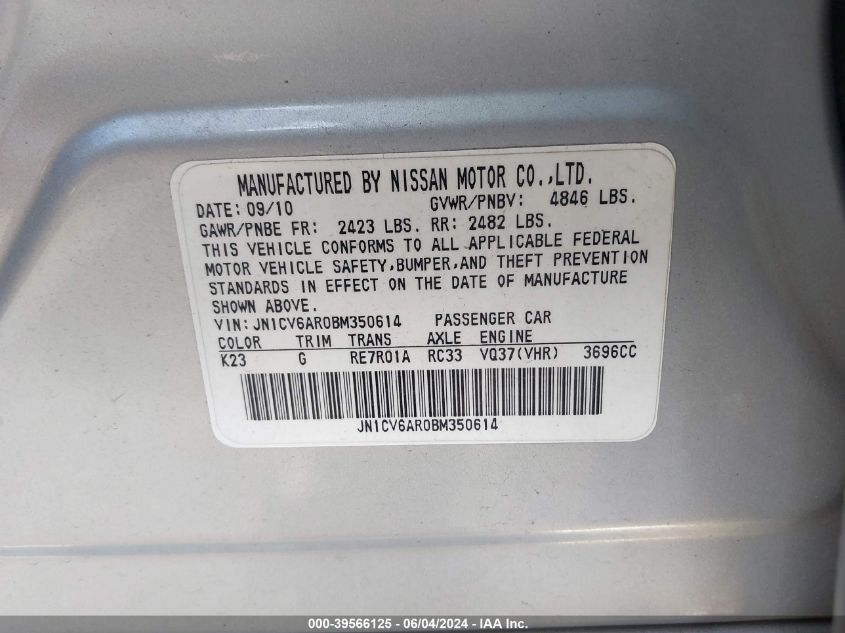 MANUFACTURED BY NISSAN MOTOR CO.,LTD.
DATE: 09/10 GVWR/PNBV: 4846 LBS.
GAWR/PNBE FR: 2423 LBS. RR: 2482 LBS.
THIS VEHICLE CONFORMS TO ALL APPLICABLE FEDERAL
MOTOR VEHICLE SAFETY,BUMPER,AND THEFT PREVENTION
STANDARDS IN EFFECT ON THE DATE OF MANUFACTURE
SHOWN ABOVE.
VIN:JN1CV6AR0BM350614 PASSENGER CAR
COLOR TRIM TRANS AXLE ENGINE
K23 G RE7R01A RC33 VQ37(VHR) 3696CC
JN1CV6AR0BM350614
000-39566125 - 06/04/2024 - IAA Inc.